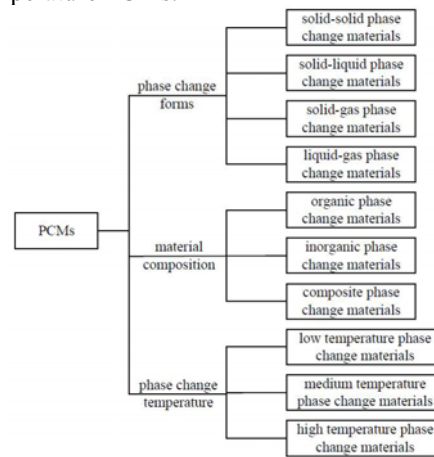 solid-solid phase
change materials
solid-liquid phase
change materials
phase change
forms
solid-gas phase
change materials
liquid-gas phase
change materials
organic phase
change materials
PCMs
material
composition
inorganic phase
change materials
composite phase
change materials
low temperature phase
change materials
phase change
temperature
medium temperature
phase change materials
high temperature phase
change materials